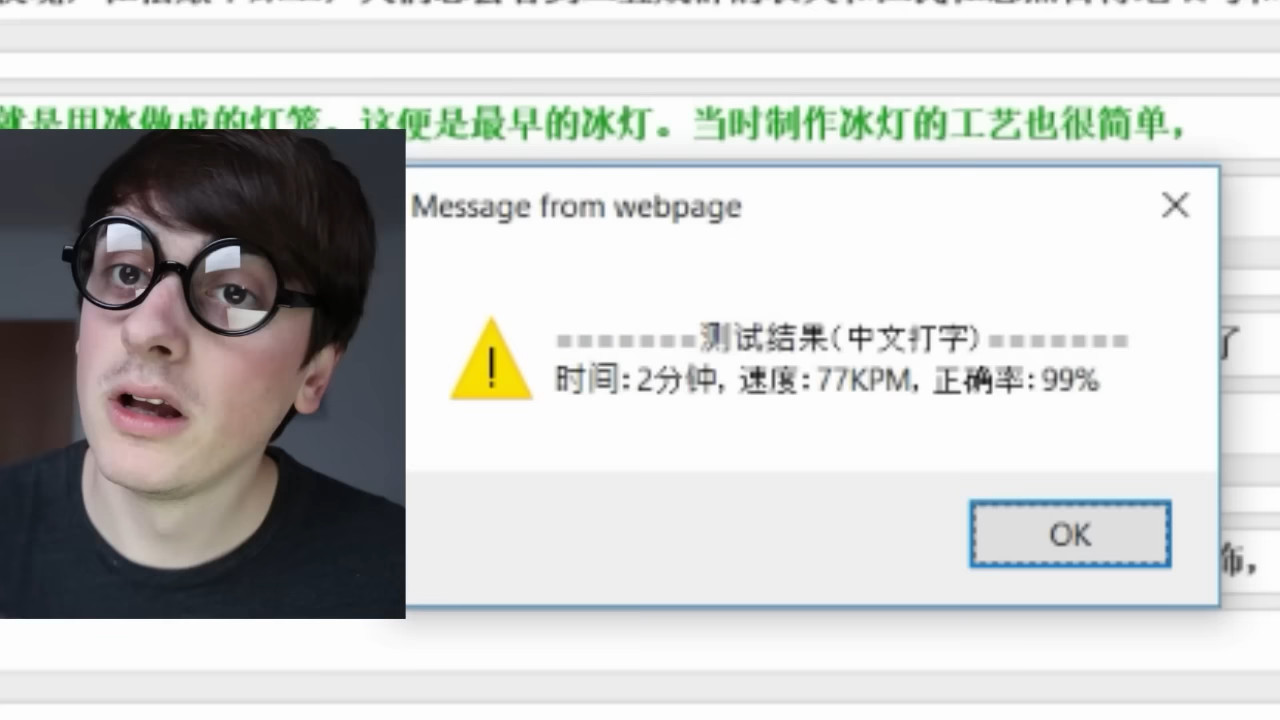 就是用冰做成的灯笼。这便是最早的冰灯。当时制作冰灯的工艺也很简单，
Message from webpage
=======测试结果(中文打字)=======
时间:2分钟, 速度:77KPM, 正确率:99%
了
OK
饰，